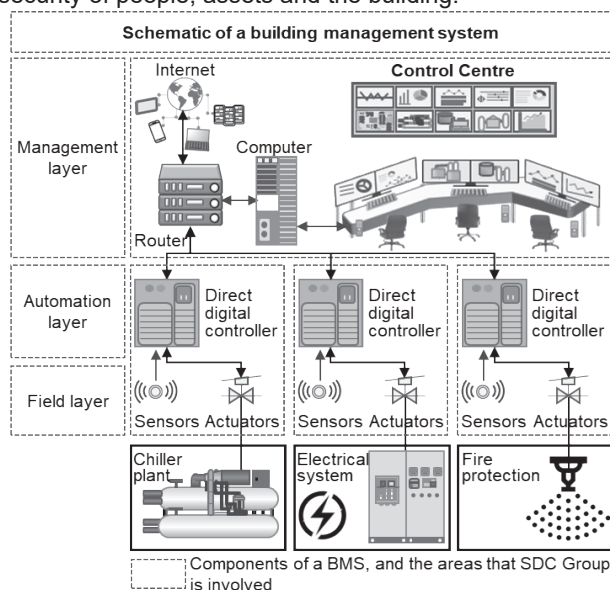 security of people, assets and the building.
Schematic of a building management system
Management
layer
Internet
Control Centre
Computer
Router
Automation
layer
Direct
digital
controller
Direct
digital
controller
Direct
digital
controller
Field layer
Sensors Actuators
Sensors Actuators
Sensors Actuators
Chiller
plant
Electrical
system
Fire
protection
Components of a BMS, and the areas that SDC Group
is involved